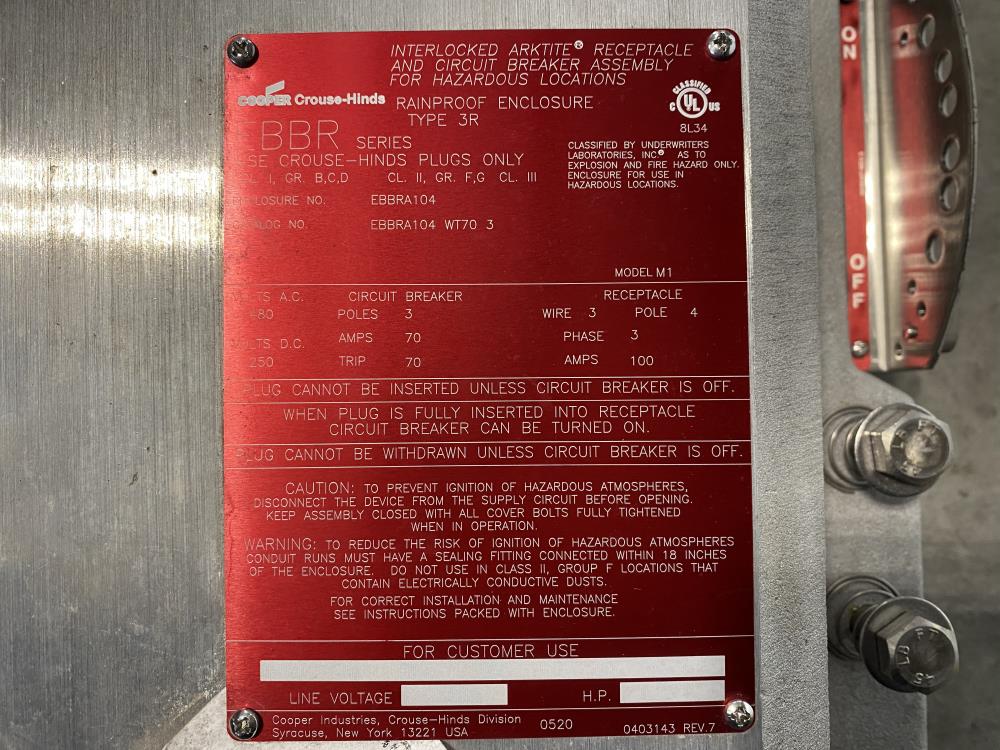 INTERLOCKED ARKTITE® RECEPTACLE
AND CIRCUIT BREAKER ASSEMBLY
FOR HAZARDOUS LOCATIONS
COOPER Crouse-Hinds
RAINPROOF ENCLOSURE
TYPE 3R
CLASSIFIED
C UL US
8L34
BBR SERIES
SE CROUSE-HINDS PLUGS ONLY
I, GR. B,C,D CL. II, GR. F,G CL. III
CLASSIFIED BY UNDERWRITERS
LABORATORIES, INC.® AS TO
EXPLOSION AND FIRE HAZARD ONLY.
ENCLOSURE FOR USE IN
HAZARDOUS LOCATIONS.
LOSURE NO. EBBRA104
ALOG NO. EBBRA104 WT70 3
MODEL M1
VOLTS A.C. CIRCUIT BREAKER RECEPTACLE
480 POLES 3 WIRE 3 POLE 4
VOLTS. D.C. AMPS 70 PHASE 3
250 TRIP 70 AMPS 100
PLUG CANNOT BE INSERTED UNLESS CIRCUIT BREAKER IS OFF.
WHEN PLUG IS FULLY INSERTED INTO RECEPTACLE
CIRCUIT BREAKER CAN BE TURNED ON.
PLUG CANNOT BE WITHDRAWN UNLESS CIRCUIT BREAKER IS OFF.
CAUTION: TO PREVENT IGNITION OF HAZARDOUS ATMOSPHERES,
DISCONNECT THE DEVICE FROM THE SUPPLY CIRCUIT BEFORE OPENING.
KEEP ASSEMBLY CLOSED WITH ALL COVER BOLTS FULLY TIGHTENED
WHEN IN OPERATION.
WARNING: TO REDUCE THE RISK OF IGNITION OF HAZARDOUS ATMOSPHERES
CONDUIT RUNS MUST HAVE A SEALING FITTING CONNECTED WITHIN 18 INCHES
OF THE ENCLOSURE. DO NOT USE IN CLASS II, GROUP F LOCATIONS THAT
CONTAIN ELECTRICALLY CONDUCTIVE DUSTS.
FOR CORRECT INSTALLATION AND MAINTENANCE
SEE INSTRUCTIONS PACKED WITH ENCLOSURE.
FOR CUSTOMER USE
LINE VOLTAGE H.P.
Cooper Industries, Crouse-Hinds Division 0520
Syracuse, New York 13221 USA 0403143 REV.7
ON
OFF